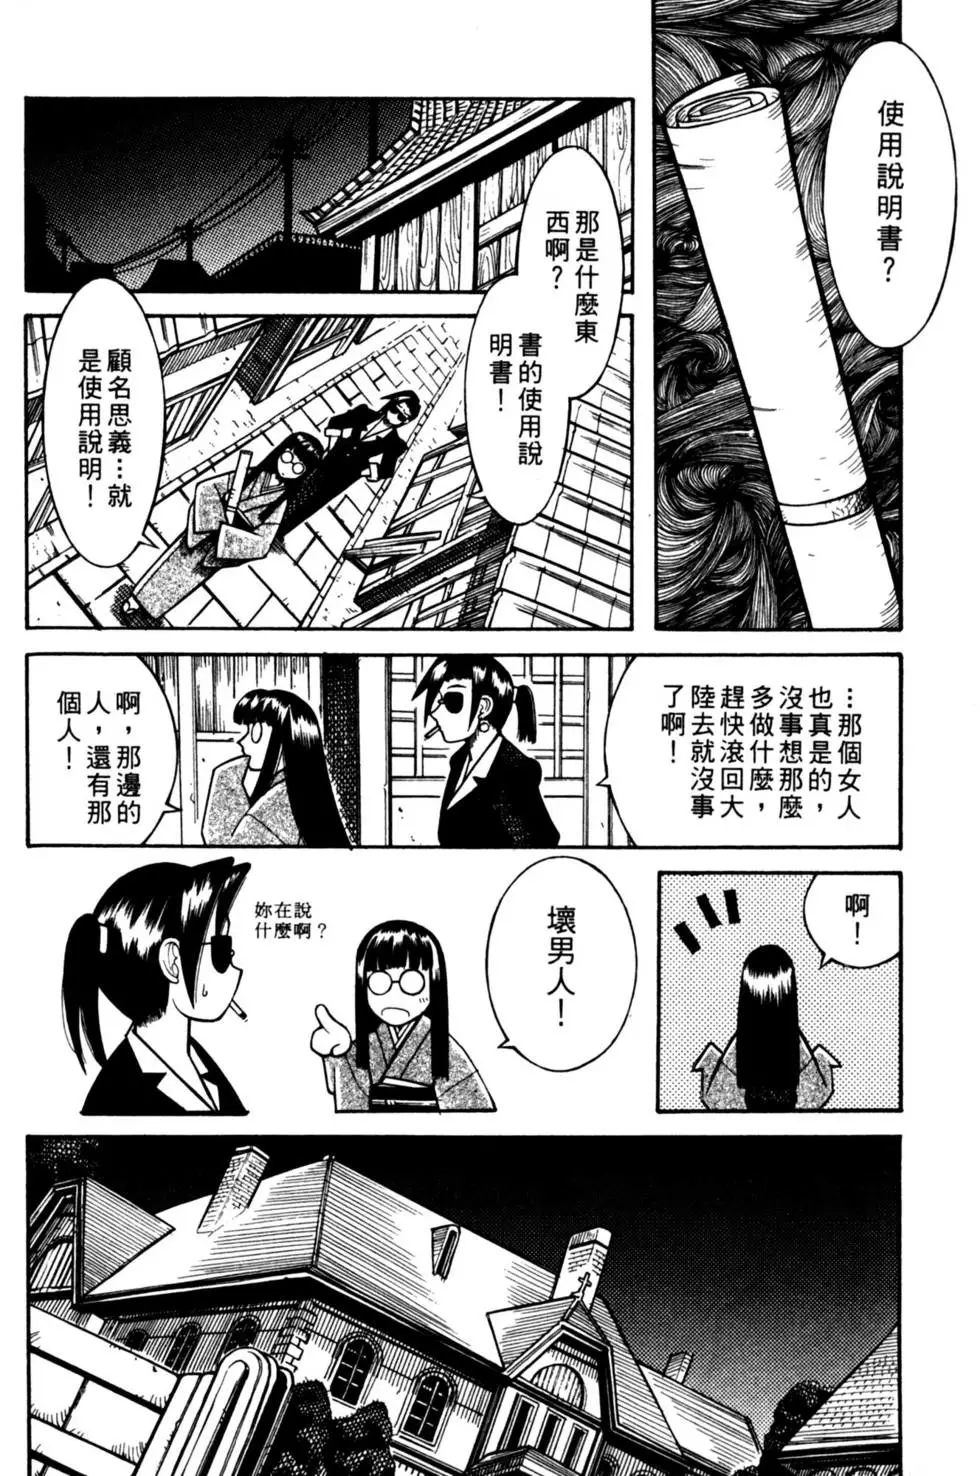 使用說明書？
那是什麼東
西啊？
書的使用說
明書！
顧名思義…就
是使用說明！
…那個女人
也真是的，
沒事想那麼
多做什麼，
趕快滾回大
陸去就沒事
了啊！
啊，那邊的
人，還有那
個人！
啊！
壞男人！
妳在說
什麼啊？